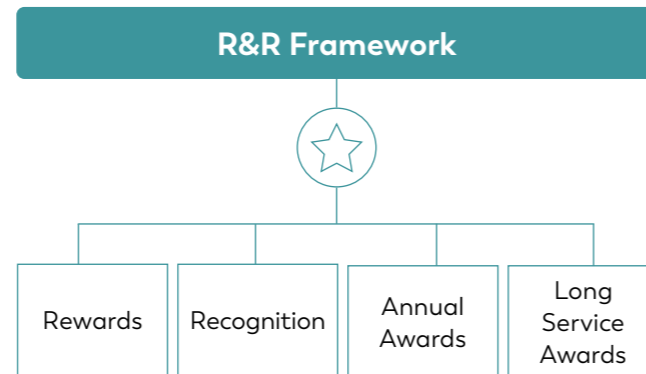 R&R Framework
Rewards
Recognition
Annual
Awards
Long
Service
Awards